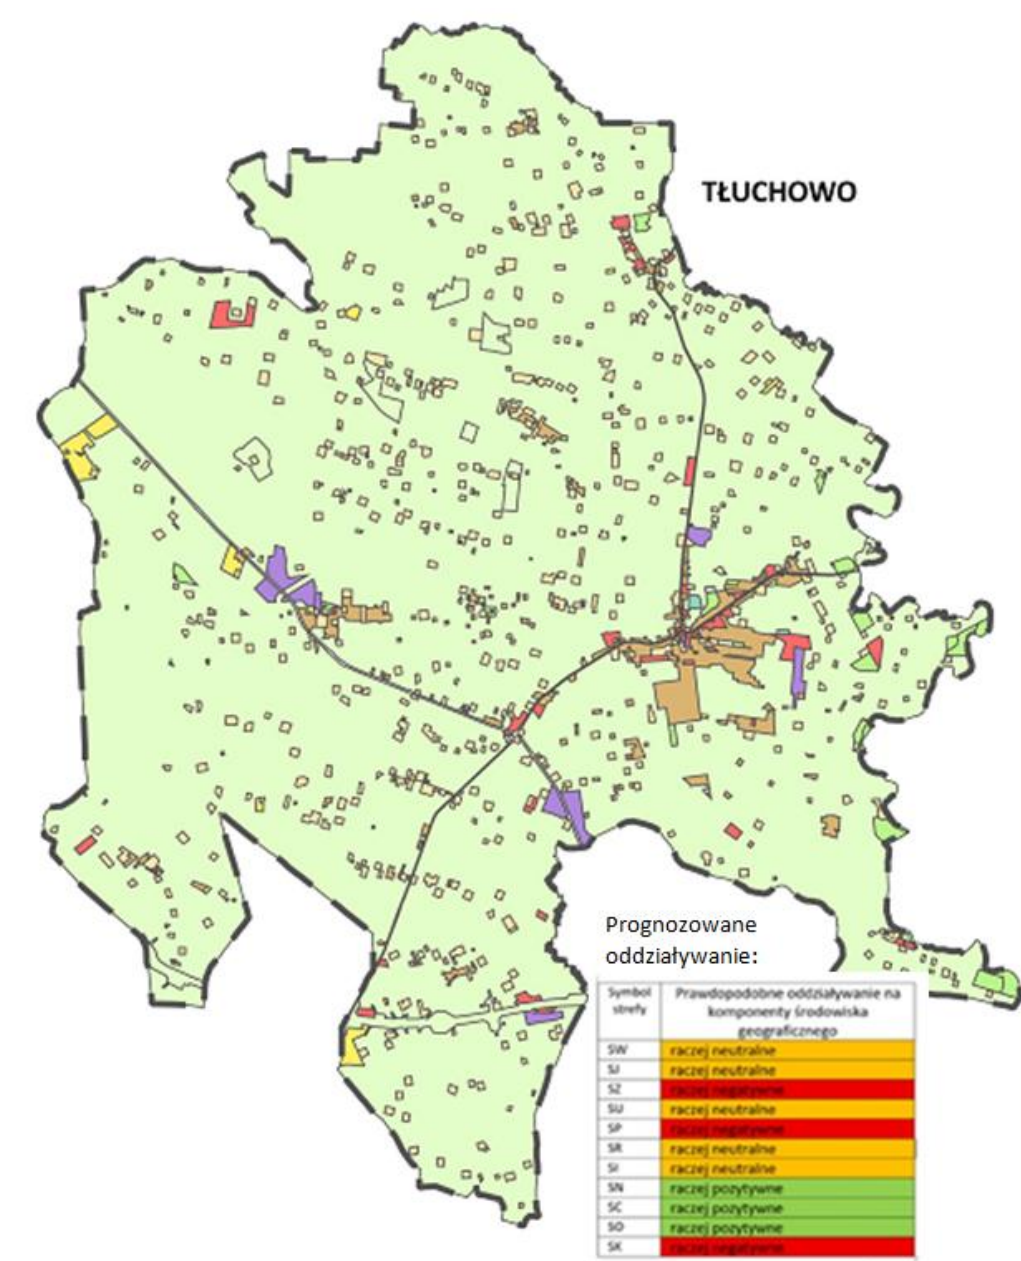 TŁUCHOWO
Prognozowane
oddziaływanie:
Symbol strefy
Prawdopodobne oddziaływanie na
komponenty środowiska
geograficznego
SW raczej neutralne
SJ raczej neutralne
SZ raczej negatywne
SU raczej neutralne
SP raczej negatywne
SR raczej neutralne
SI raczej neutralne
SN raczej pozytywne
SC raczej pozytywne
SO raczej pozytywne
SK raczej negatywne